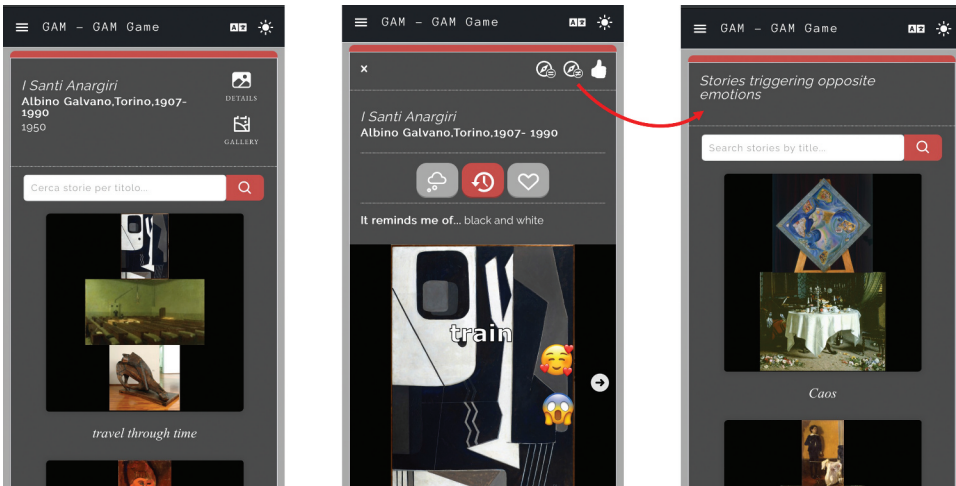 GAM – GAM Game
I Santi Anargiri
Albino Galvano,Torino,1907-
1990
1950
DETAILS
GALLERY
Cerca storie per titolo...
travel through time
GAM – GAM Game
×
I Santi Anargiri
Albino Galvano,Torino,1907- 1990
It reminds me of... black and white
train
GAM – GAM Game
Stories triggering opposite
emotions
Search stories by title...
Caos